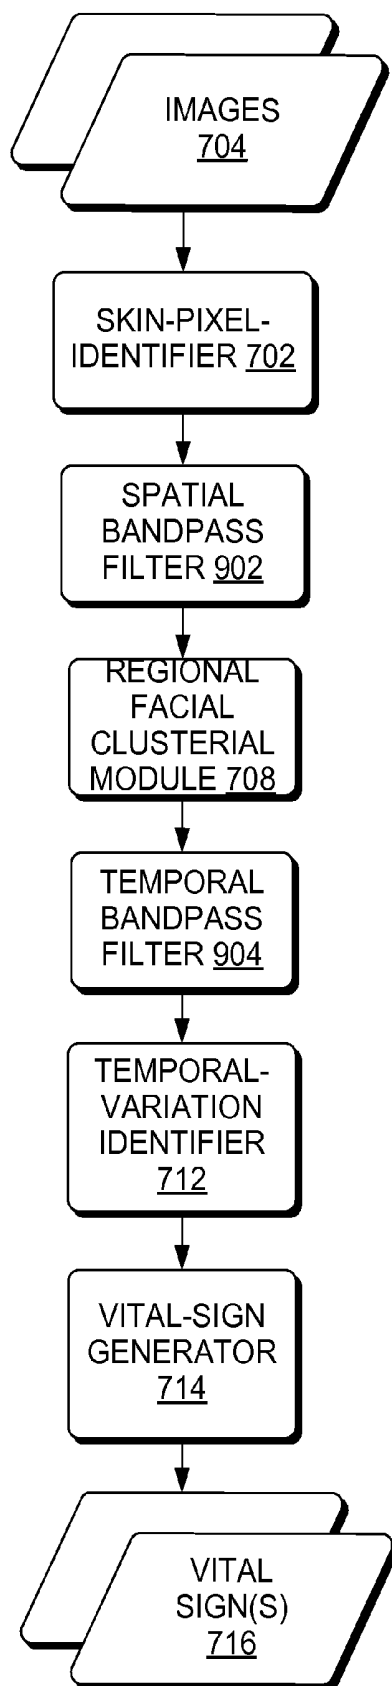 IMAGES
704
SKIN-PIXEL-
IDENTIFIER 702
SPATIAL
BANDPASS
FILTER 902
REGIONAL
FACIAL
CLUSTERIAL
MODULE 708
TEMPORAL
BANDPASS
FILTER 904
TEMPORAL-
VARIATION
IDENTIFIER
712
VITAL-SIGN
GENERATOR
714
VITAL
SIGN(S)
716